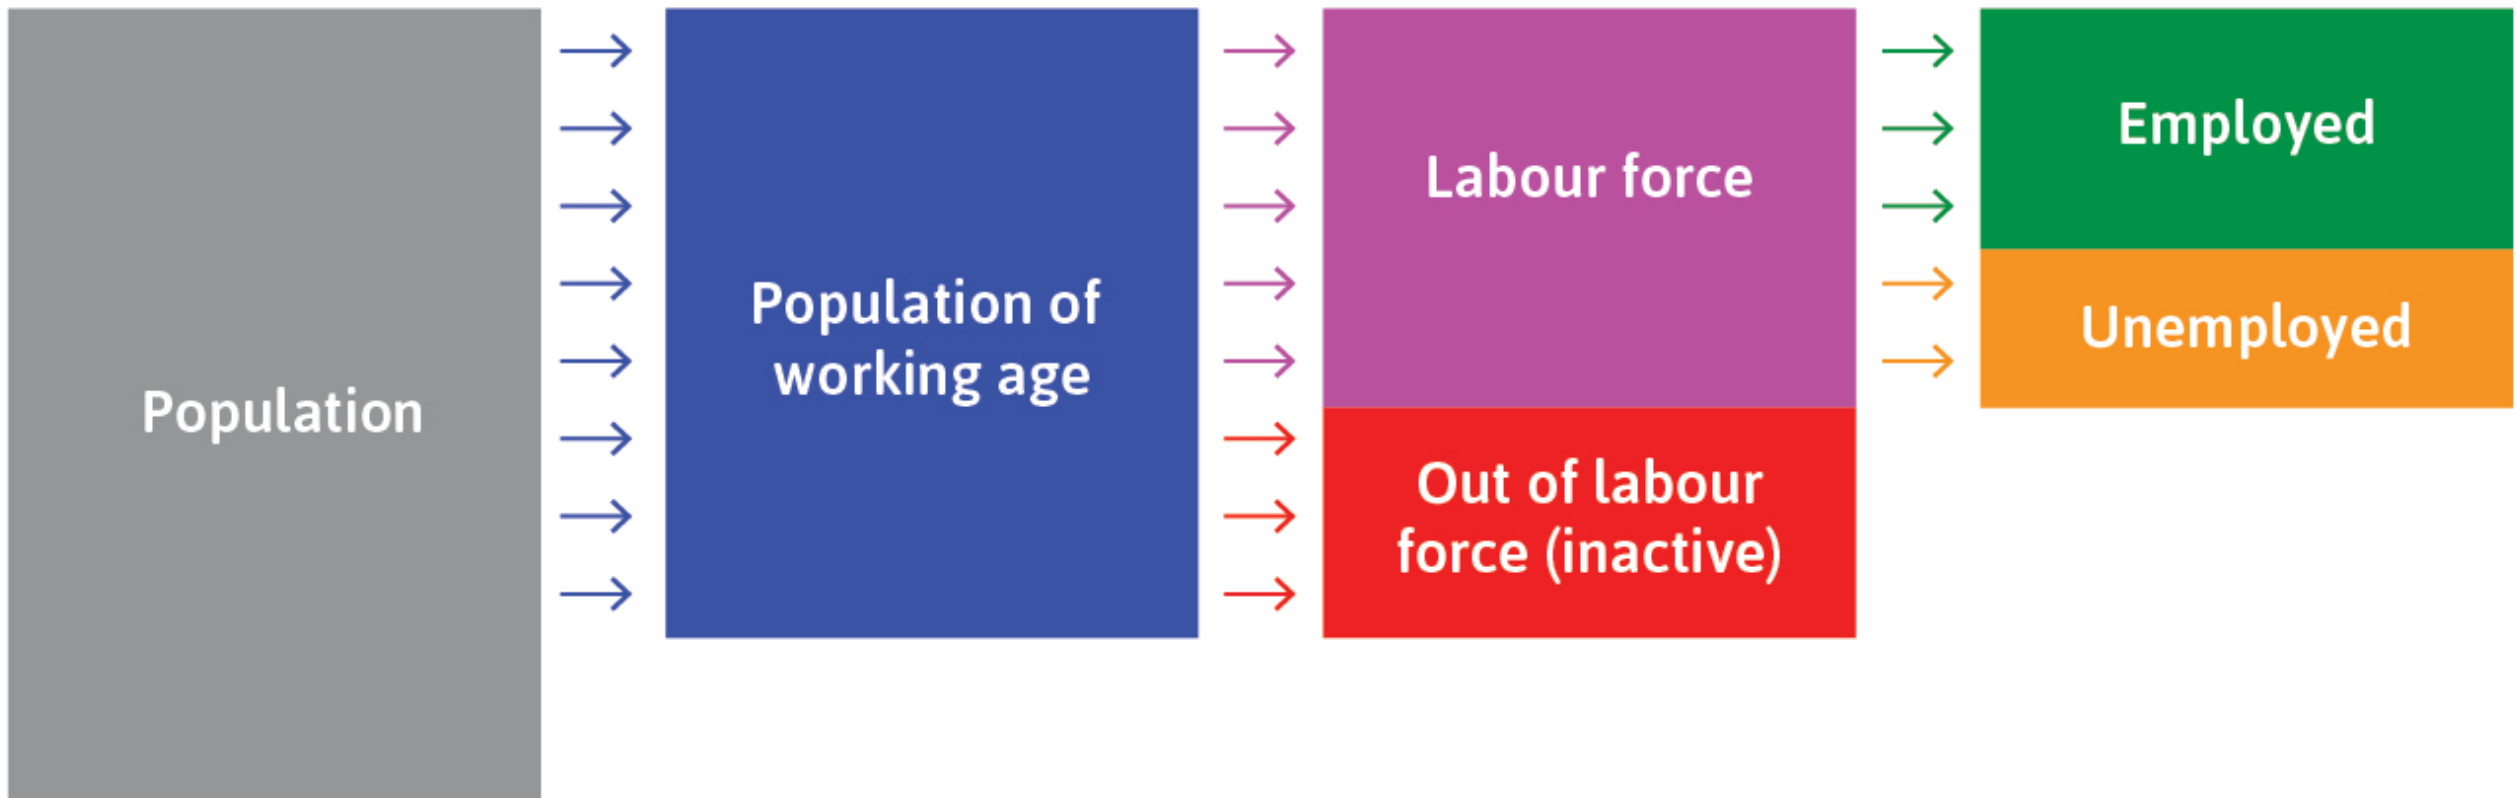 Population
Population of
working age
Labour force
Out of labour
force (inactive)
Employed
Unemployed